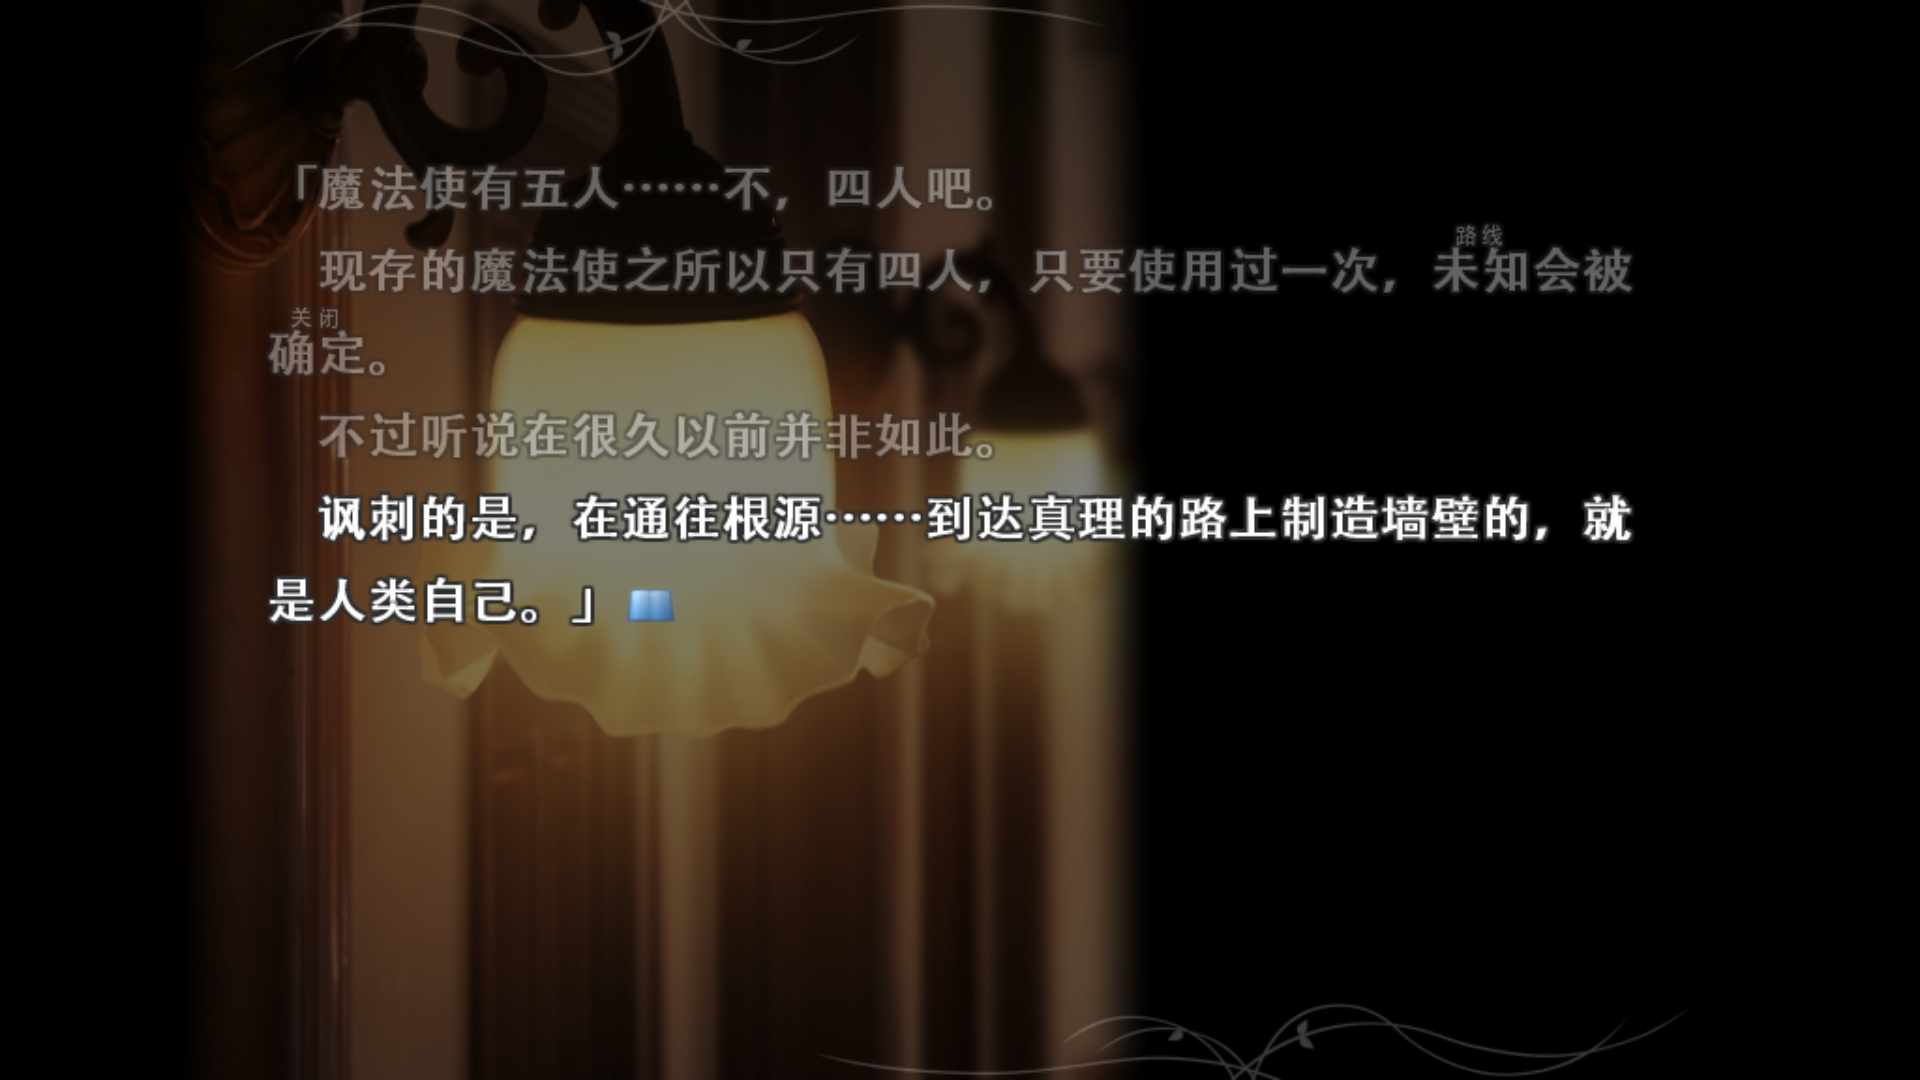 「魔法使有五人……不，四人吧。
路线
现存的魔法使之所以只有四人，只要使用过一次，未知会被
关闭
确定。
不过听说在很久以前并非如此。
讽刺的是，在通往根源……到达真理的路上制造墙壁的，就
是人类自己。」